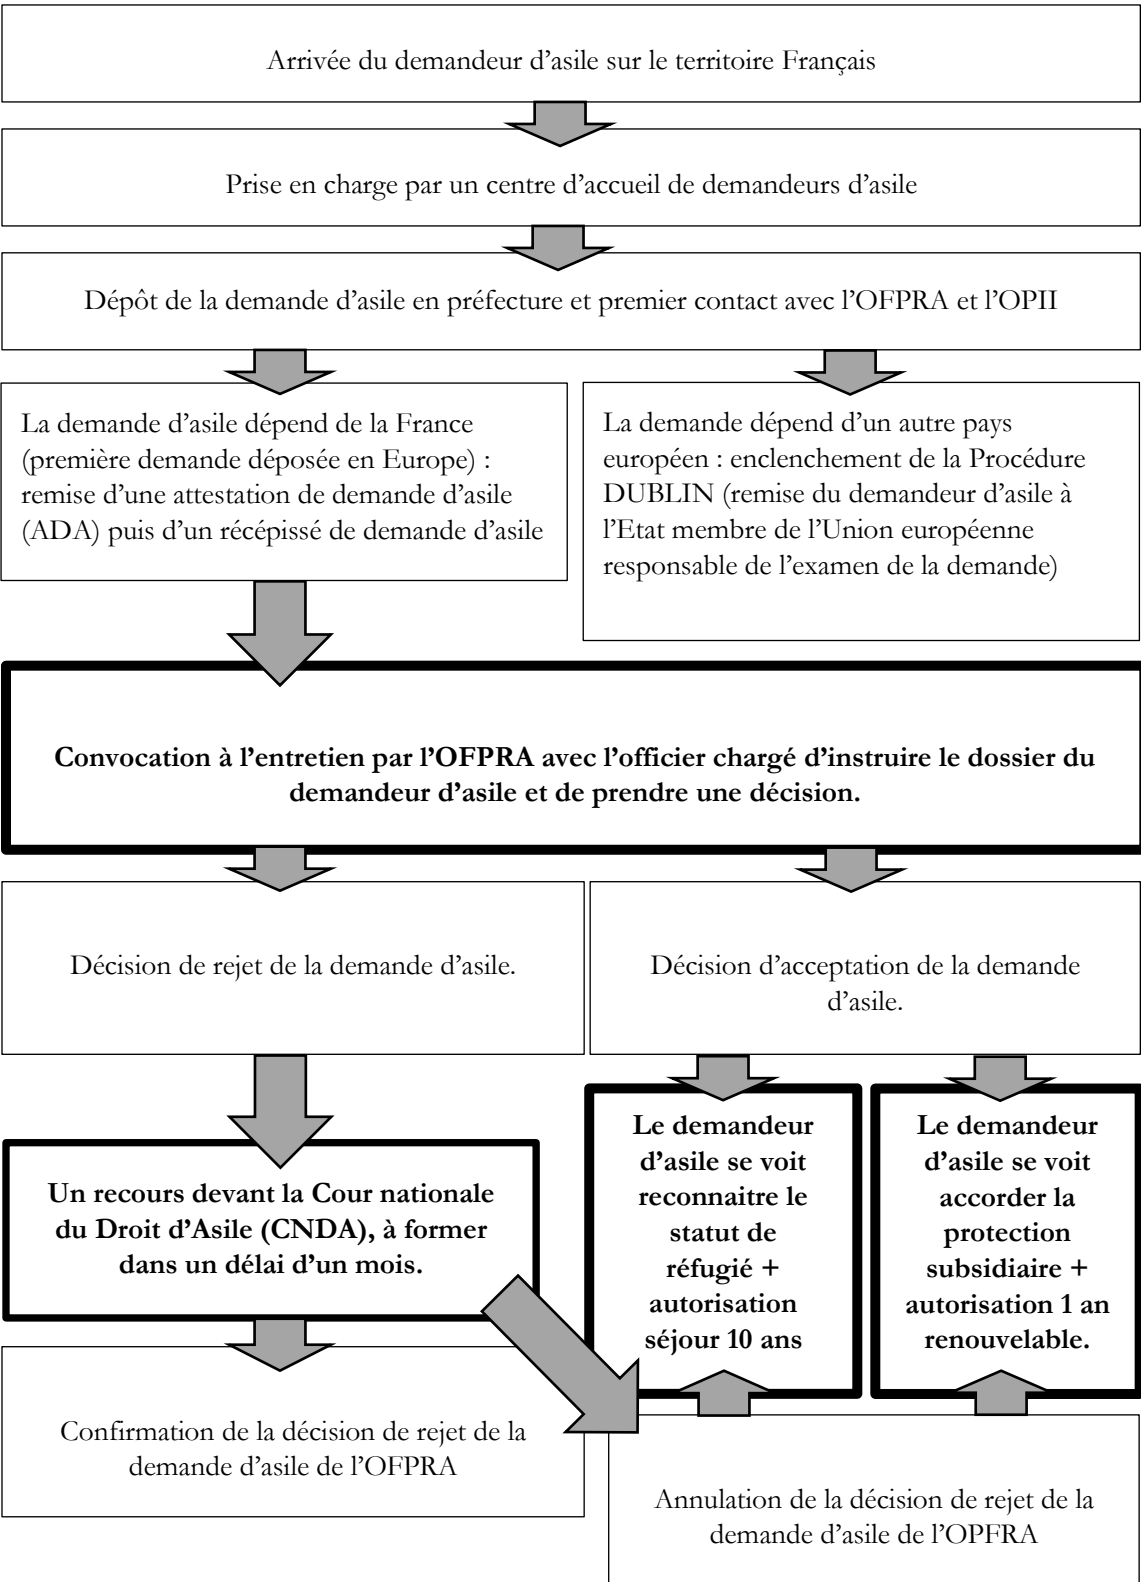 Arrivée du demandeur d'asile sur le territoire Français
Prise en charge par un centre d'accueil de demandeurs d'asile
Dépôt de la demande d'asile en préfecture et premier contact avec l'OFPRA et l'OPII
La demande d'asile dépend de la France
(première demande déposée en Europe) :
remise d'une attestation de demande d'asile
(ADA) puis d'un récépissé de demande d'asile
La demande dépend d'un autre pays
européen : enclenchement de la Procédure
DUBLIN (remise du demandeur d'asile à
l'Etat membre de l'Union européenne
responsable de l'examen de la demande)
Convocation à l'entretien par l'OFPRA avec l'officier chargé d'instruire le dossier du
demandeur d'asile et de prendre une décision.
Décision de rejet de la demande d'asile.
Décision d'acceptation de la demande
d'asile.
Un recours devant la Cour nationale
du Droit d'Asile (CNDA), à former
dans un délai d'un mois.
Le demandeur
d'asile se voit
reconnaitre le
statut de
réfugié +
autorisation
séjour 10 ans
Le demandeur
d'asile se voit
accorder la
protection
subsidiaire +
autorisation 1 an
renouvelable.
Confirmation de la décision de rejet de la
demande d'asile de l'OFPRA
Annulation de la décision de rejet de la
demande d'asile de l'OPFRA